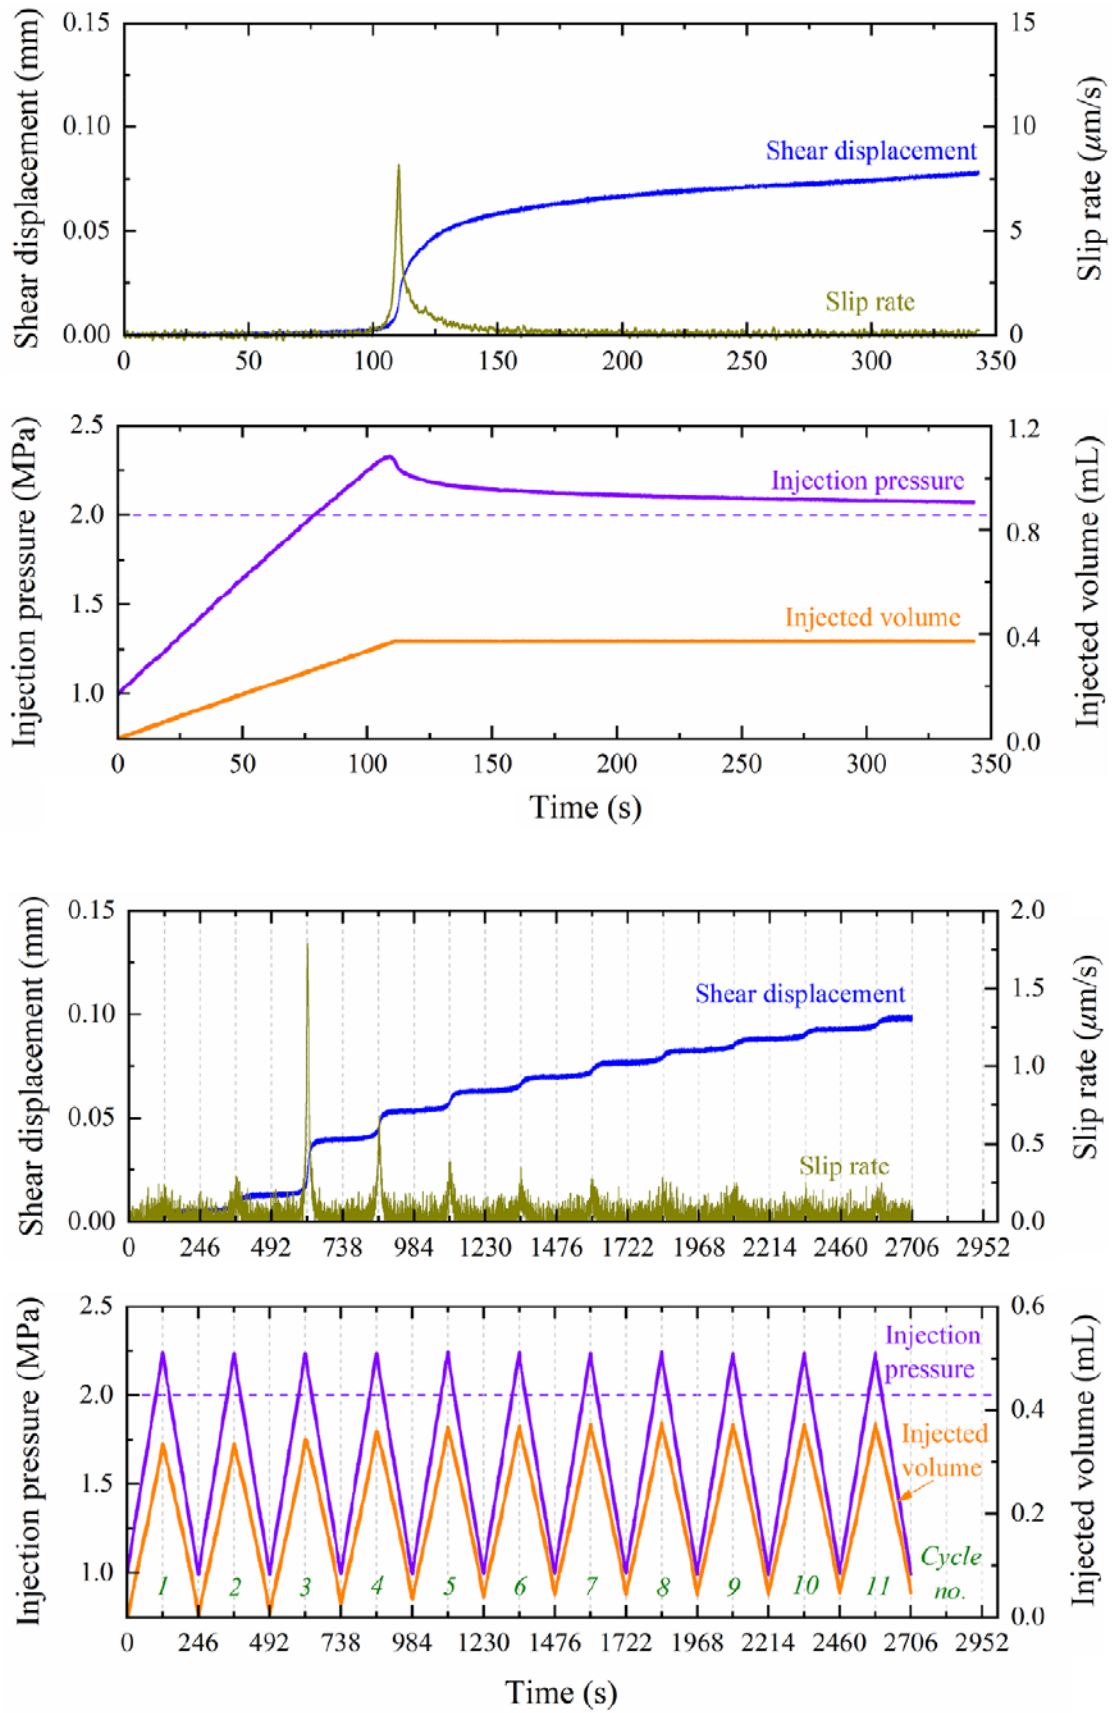 Shear displacement (mm)
0.15
0.10
0.05
0.00
15
10
5
0
Slip rate (μm/s)
Shear displacement
Slip rate
0 50 100 150 200 250 300 350
Injection pressure (MPa)
2.5
2.0
1.5
1.0
1.2
0.8
0.4
0.0
Injected volume (mL)
Injection pressure
Injected volume
0 50 100 150 200 250 300 350
Time (s)
Shear displacement (mm)
0.15
0.10
0.05
0.00
2.0
1.5
1.0
0.5
0.0
Slip rate (μm/s)
Shear displacement
Slip rate
0 246 492 738 984 1230 1476 1722 1968 2214 2460 2706 2952
Injection pressure (MPa)
2.5
2.0
1.5
1.0
0.6
0.4
0.2
0.0
Injected volume (mL)
Injection
pressure
Injected
volume
1 2 3 4 5 6 7 8 9 10 11
Cycle
no.
0 246 492 738 984 1230 1476 1722 1968 2214 2460 2706 2952
Time (s)